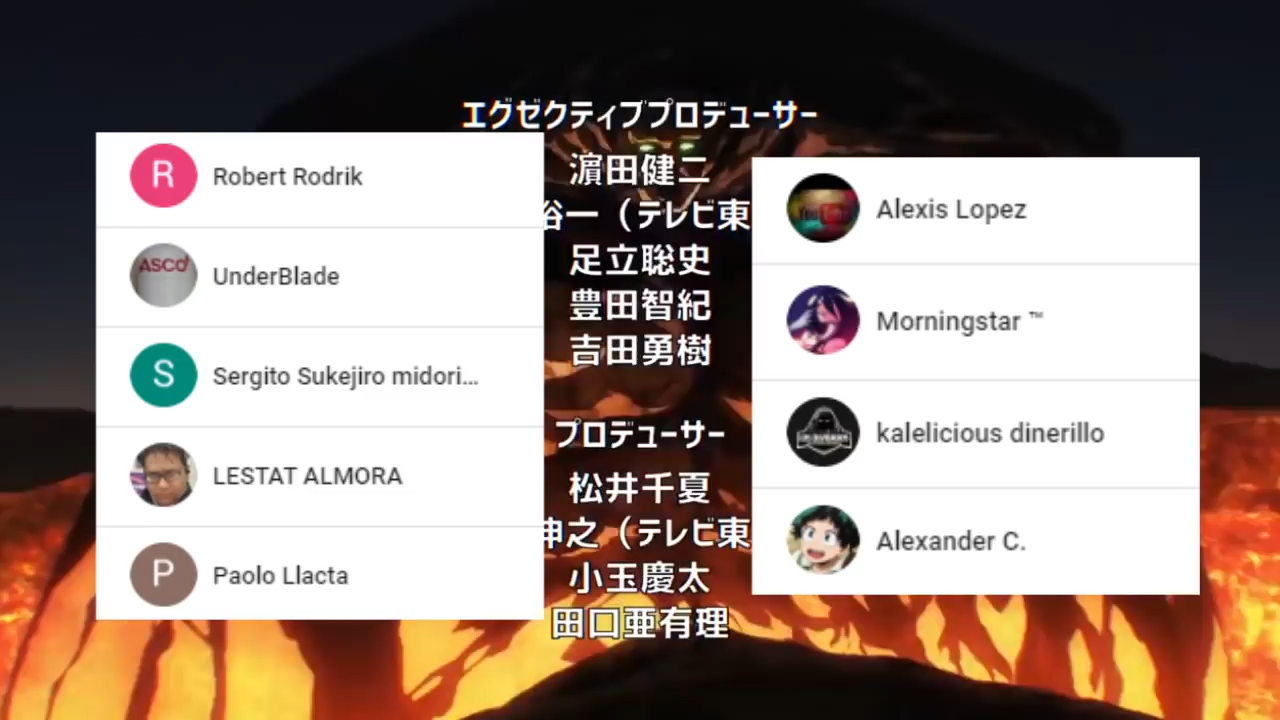 エグゼクティブプロデューサー
濵田健二
裕一（テレビ東
足立聡史
豊田智紀
吉田勇樹
プロデューサー
松井千夏
伸之（テレビ東
小玉慶太
田口亜有理
R
Robert Rodrik
ASCO
UnderBlade
S
Sergito Sukejiro midori...
LESTAT ALMORA
P
Paolo Llacta
Alexis Lopez
Morningstar ™
kalelicious dinerillo
Alexander C.